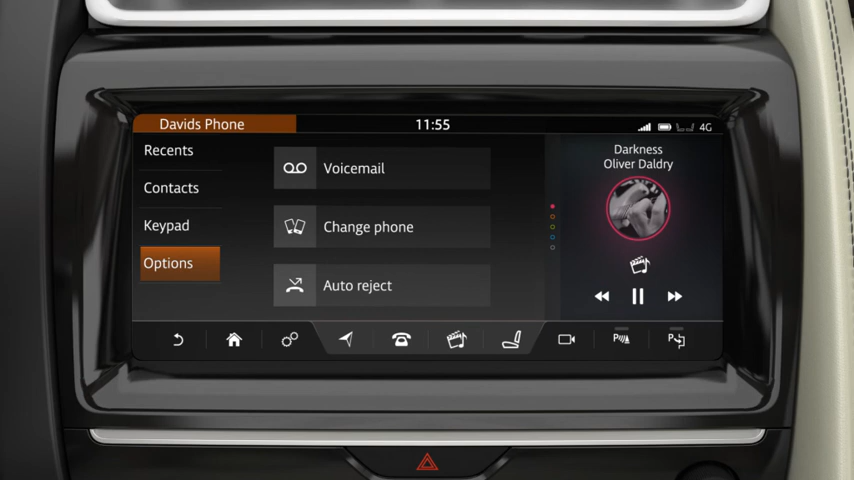 Davids Phone
11:55
4G
Recents
Contacts
Keypad
Options
Voicemail
Change phone
Auto reject
Darkness
Oliver Daldry
P
P